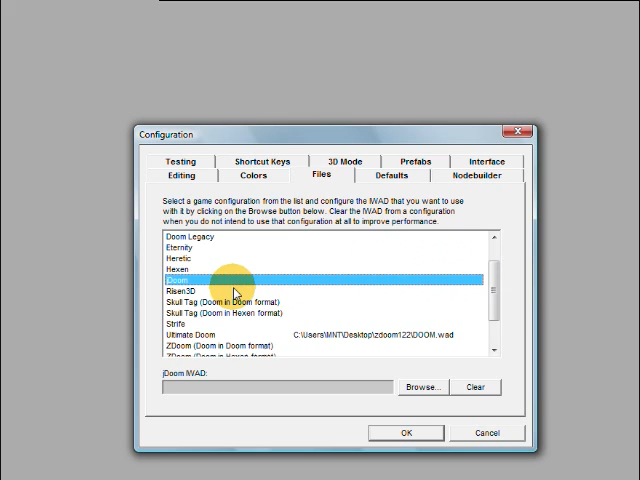 Configuration
Testing
Shortcut Keys
3D Mode
Prefabs
Interface
Editing
Colors
Files
Defaults
Nodebuilder
Select a game configuration from the list and configure the IWAD that you want to use
with it by clicking on the Browse button below. Clear the IWAD from a configuration
when you do not intend to use that configuration at all to improve performance.
Doom Legacy
Eternity
Heretic
Hexen
jDoom
Risen3D
Skull Tag (Doom in Doom format)
Skull Tag (Doom in Hexen format)
Strife
Ultimate Doom C:\Users\MNT\Desktop\zdoom122\DOOM.wad
ZDoom (Doom in Doom format)
ZDoom (Doom in Hexen format)
jDoom IWAD:
Browse...
Clear
OK
Cancel